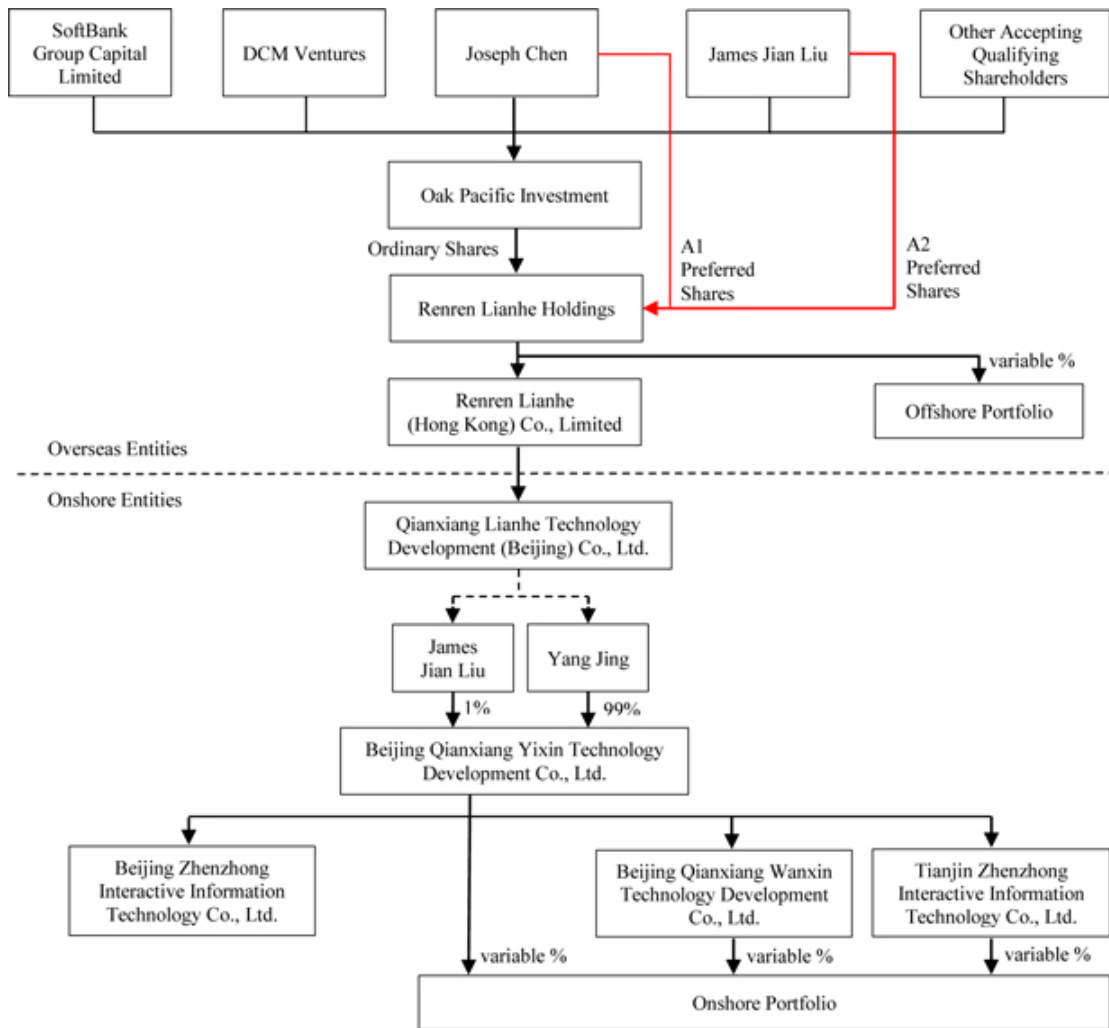 SoftBank
Group Capital
Limited
DCM Ventures
Joseph Chen
James Jian Liu
Other Accepting
Qualifying
Shareholders
Oak Pacific Investment
Ordinary Shares
A1
Preferred
Shares
A2
Preferred
Shares
Renren Lianhe Holdings
variable %
Renren Lianhe
(Hong Kong) Co., Limited
Offshore Portfolio
Overseas Entities
Onshore Entities
Qianxiang Lianhe Technology
Development (Beijing) Co., Ltd.
James
Jian Liu
Yang Jing
1%
99%
Beijing Qianxiang Yixin Technology
Development Co., Ltd.
Beijing Zhenzhong
Interactive Information
Technology Co., Ltd.
Beijing Qianxiang Wanxin
Technology Development
Co., Ltd.
Tianjin Zhenzhong
Interactive Information
Technology Co., Ltd.
variable %
variable %
variable %
Onshore Portfolio